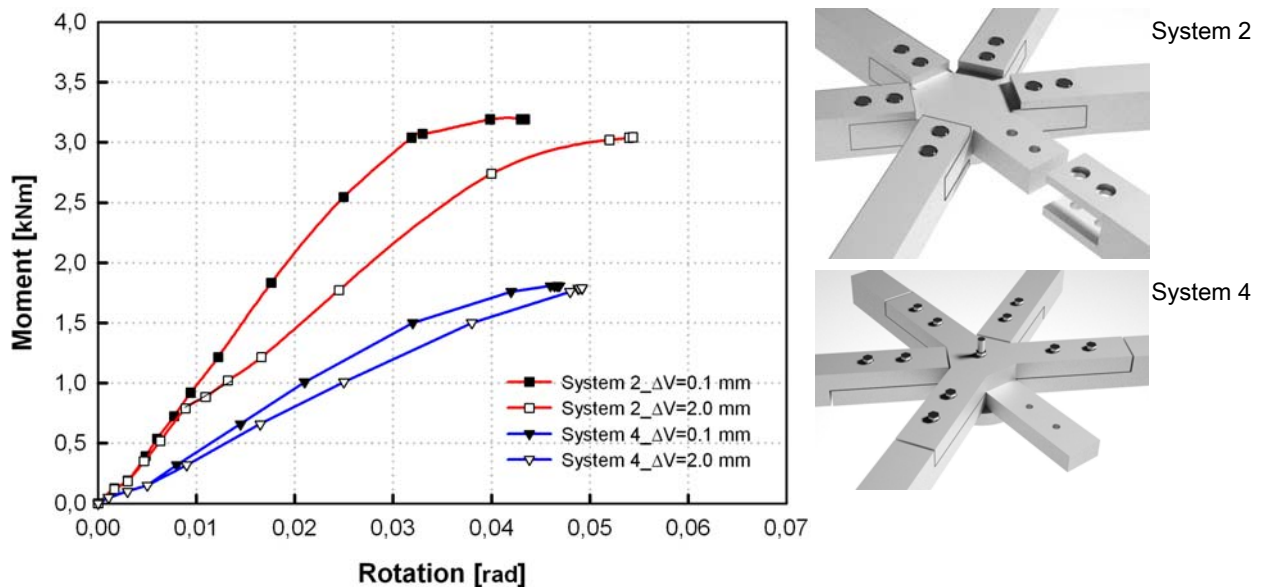 4,0
3,5
3,0
2,5
2,0
1,5
1,0
0,5
0,0
Moment [kNm]
0,00 0,01 0,02 0,03 0,04 0,05 0,06 0,07
Rotation [rad]
System 2_ΔV=0.1 mm
System 2_ΔV=2.0 mm
System 4_ΔV=0.1 mm
System 4_ΔV=2.0 mm
System 2
System 4